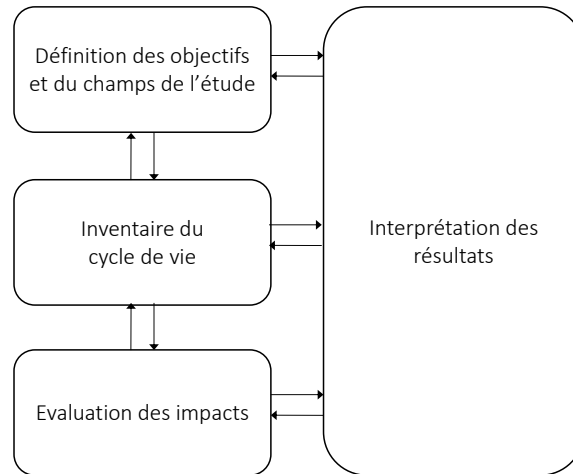 Définition des objectifs
et du champs de l’étude
Inventaire du
cycle de vie
Evaluation des impacts
Interprétation des
résultats